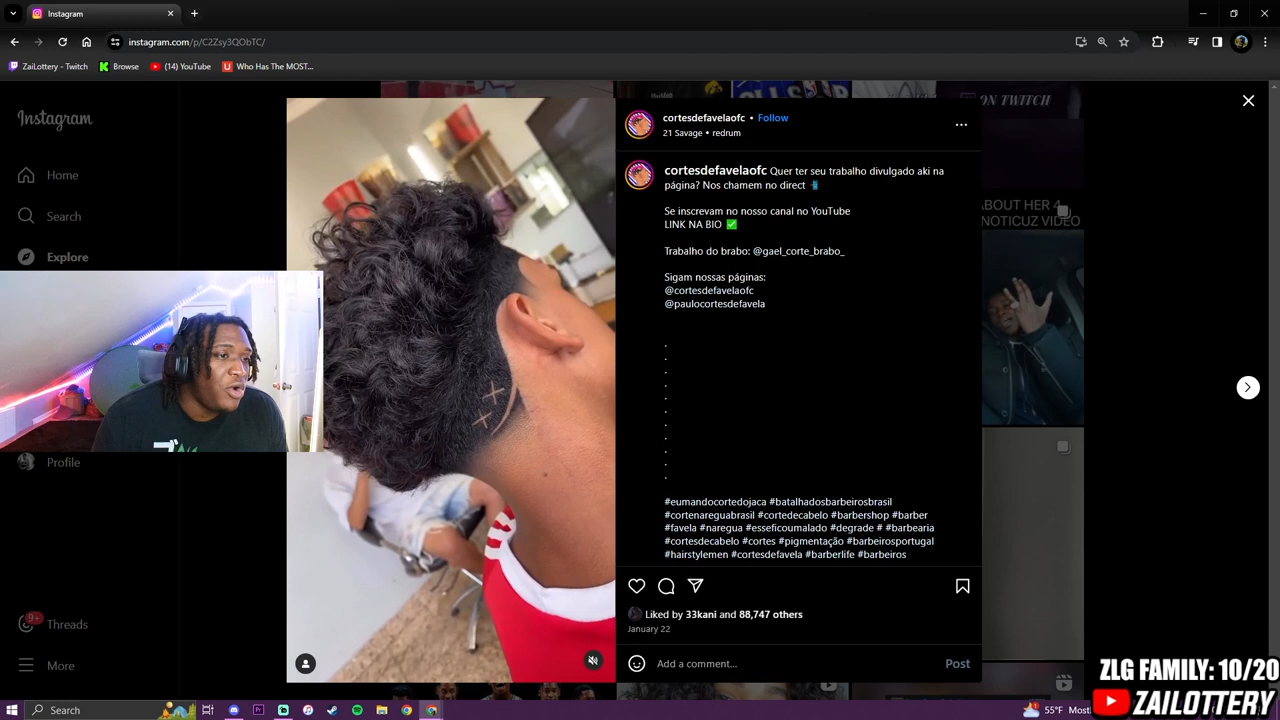 Instagram
instagram.com/p/C2Zsy3QObTC/
ZaiLottery - Twitch
Browse
(14) YouTube
Who Has The MOST...
Instagram
Home
Search
Explore
Profile
Threads
9+
More
cortesdefavelaofc • Follow
21 Savage • redrum
cortesdefavelaofc Quer ter seu trabalho divulgado aki na
página? Nos chamem no direct
Se inscrevam no nosso canal no YouTube
LINK NA BIO ✅
Trabalho do brabo: @gael_corte_brabo_
Sigam nossas páginas:
@cortesdefavelaofc
@paulocortesdefavela
.
.
.
.
.
.
.
.
.
.
.
#eumandocortedojaca #batalhadosbarbeirosbrasil
#cortenareguabrasil #cortedecabelo #barbershop #barber
#favela #naregua #esseficoumalado #degrade # #barbearia
#cortesdecabelo #cortes #pigmentação #barbeirosportugal
#hairstylemen #cortesdefavela #barberlife #barbeiros
Liked by 33kani and 88,747 others
January 22
Add a comment...
Post
ON TWITCH
ABOUT HER 4
NOTICUZ VIDEO
ZLG FAMILY: 10/20
ZAILOTTERY
Search
55°F